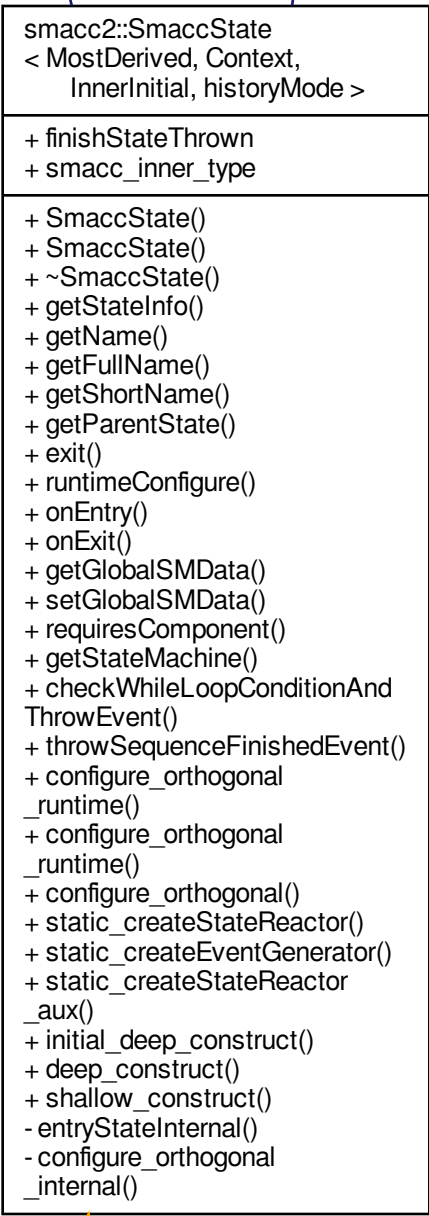 smacc2::SmaccState
< MostDerived, Context,
InnerInitial, historyMode >
+ finishStateThrown
+ smacc_inner_type
+ SmaccState()
+ SmaccState()
+ ~SmaccState()
+ getStateInfo()
+ getName()
+ getFullName()
+ getShortName()
+ getParentState()
+ exit()
+ runtimeConfigure()
+ onEntry()
+ onExit()
+ getGlobalSMData()
+ setGlobalSMData()
+ requiresComponent()
+ getStateMachine()
+ checkWhileLoopConditionAnd
ThrowEvent()
+ throwSequenceFinishedEvent()
+ configure_orthogonal
_runtime()
+ configure_orthogonal
_runtime()
+ configure_orthogonal()
+ static_createStateReactor()
+ static_createEventGenerator()
+ static_createStateReactor
_aux()
+ initial_deep_construct()
+ deep_construct()
+ shallow_construct()
- entryStateInternal()
- configure_orthogonal
_internal()